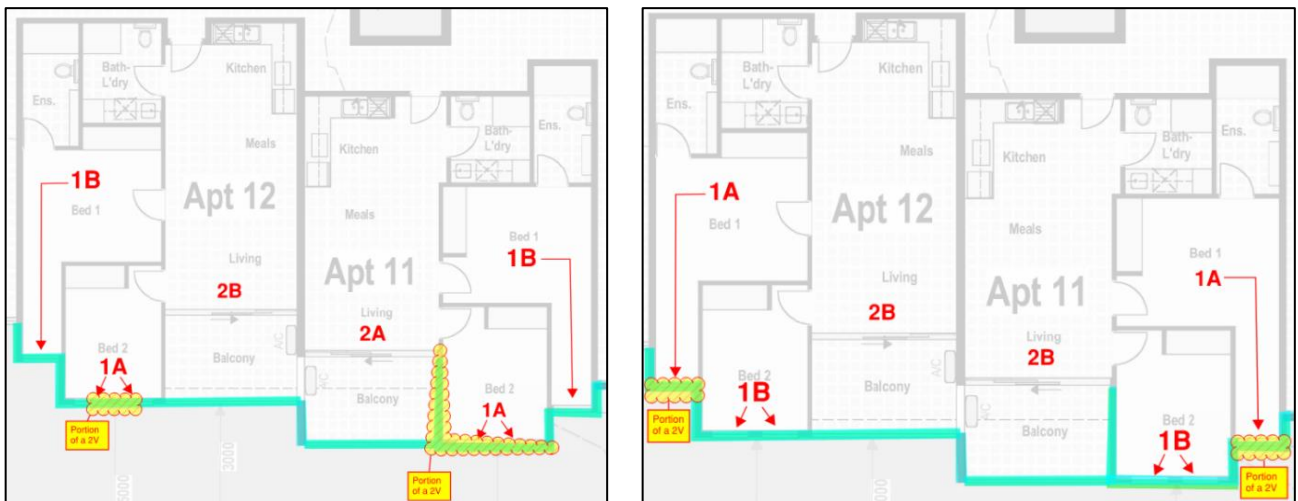 Bath-
L'dry
Kitchen
Ens.
Meals
Kitchen
Bath-
L'dry
Ens.
1B
Bed 1
Apt 12
Meals
Bed 1
1B
Living
2B
Apt 11
Living
2A
Bed 2
1A
Balcony
A/C
A/C
Balcony
Bed 2
1A
Portion
of a 2V
Portion
of a 2V
3000
5000
Bath-
L'dry
Kitchen
Ens.
Meals
Kitchen
Bath-
L'dry
Ens.
1A
Bed 1
Apt 12
Meals
Bed 1
1A
Living
2B
Apt 11
Living
2B
Bed 2
1B
Balcony
A/C
A/C
Balcony
Bed 2
1B
Portion
of a 2V
Portion
of a 2V